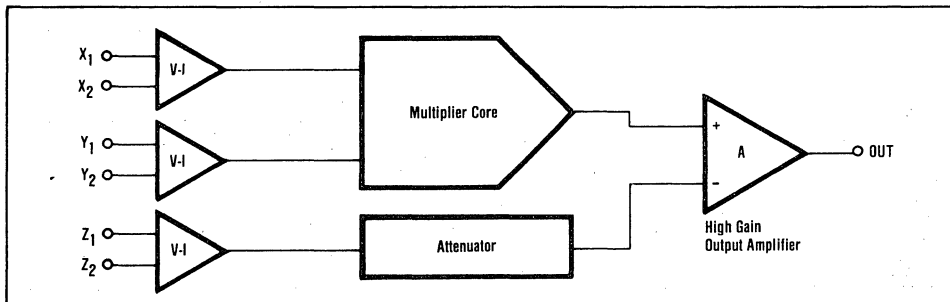 X1
X2
V-I
Multiplier Core
Y1
Y2
V-I
+
A
−
OUT
Z1
Z2
V-I
Attenuator
High Gain
Output Amplifier